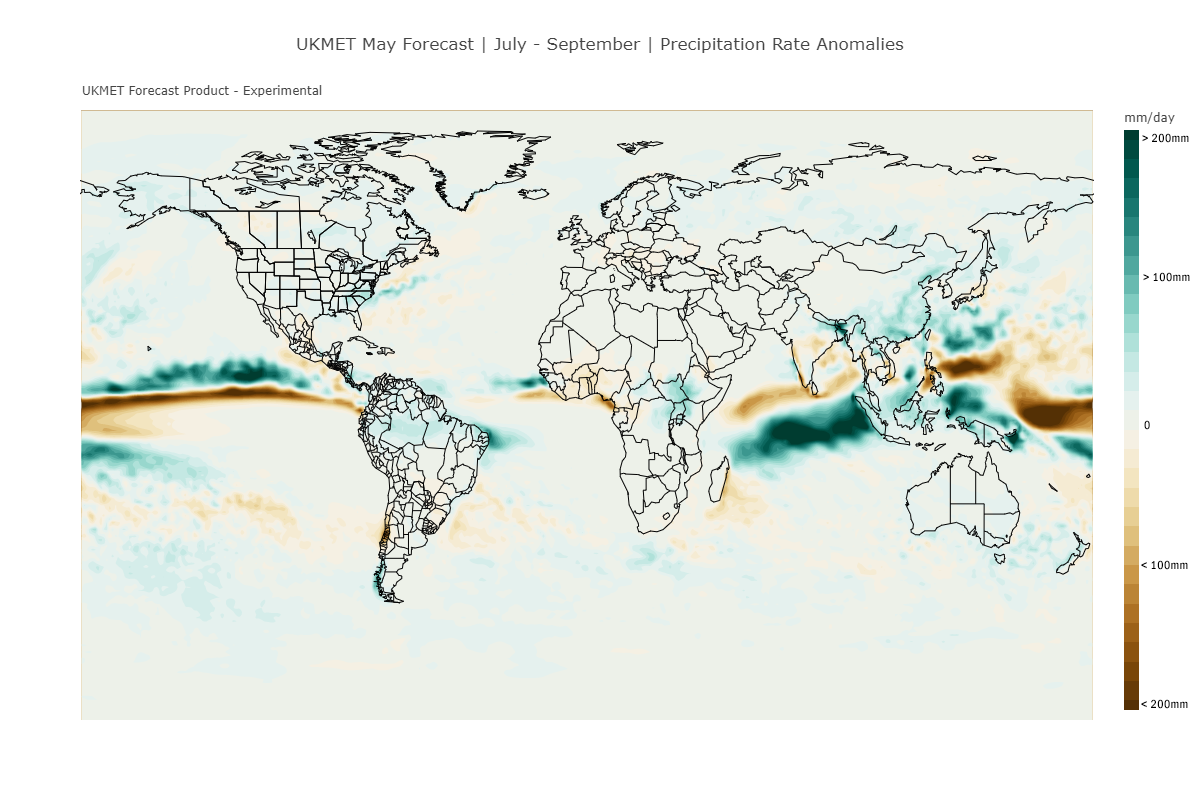 UKMET May Forecast | July - September | Precipitation Rate Anomalies
UKMET Forecast Product - Experimental
mm/day
> 200mm
> 100mm
0
< 100mm
< 200mm